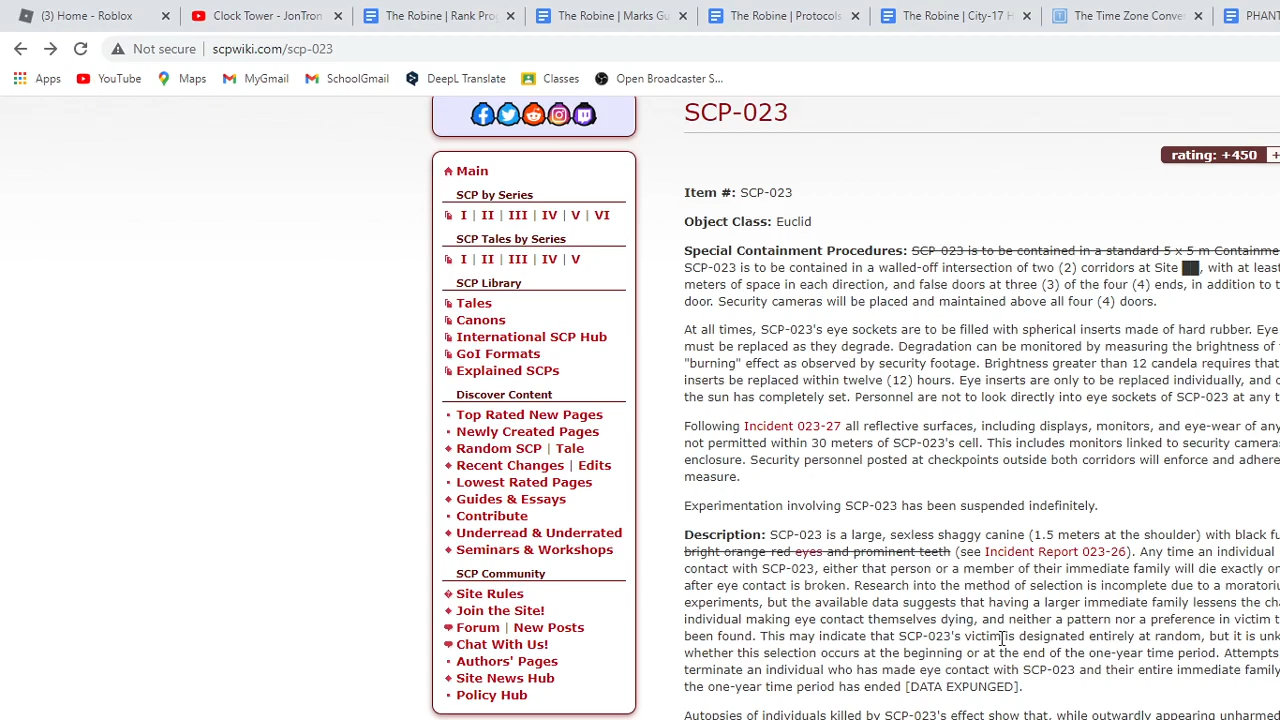 (3) Home - Roblox
Clock Tower - JonTron
The Robine | Rank Pro
The Robine | Marks Gu
The Robine | Protocols
The Robine | City-17 H
The Time Zone Conve
PHANT
Not secure | scpwiki.com/scp-023
Apps YouTube Maps MyGmail SchoolGmail DeepL Translate Classes Open Broadcaster S...
Main
SCP by Series
I | II | III | IV | V | VI
SCP Tales by Series
I | II | III | IV | V
SCP Library
Tales
Canons
International SCP Hub
GoI Formats
Explained SCPs
Discover Content
Top Rated New Pages
Newly Created Pages
Random SCP | Tale
Recent Changes | Edits
Lowest Rated Pages
Guides & Essays
Contribute
Underread & Underrated
Seminars & Workshops
SCP Community
Site Rules
Join the Site!
Forum | New Posts
Chat With Us!
Authors' Pages
Site News Hub
Policy Hub
SCP-023
rating: +450 +
Item #: SCP-023
Object Class: Euclid
Special Containment Procedures: SCP-023 is to be contained in a standard 5 x 5 m Containme
SCP-023 is to be contained in a walled-off intersection of two (2) corridors at Site ██, with at least
meters of space in each direction, and false doors at three (3) of the four (4) ends, in addition to t
door. Security cameras will be placed and maintained above all four (4) doors.
At all times, SCP-023's eye sockets are to be filled with spherical inserts made of hard rubber. Eye
must be replaced as they degrade. Degradation can be monitored by measuring the brightness of
"burning" effect as observed by security footage. Brightness greater than 12 candela requires that
inserts be replaced within twelve (12) hours. Eye inserts are only to be replaced individually, and o
the sun has completely set. Personnel are not to look directly into eye sockets of SCP-023 at any t
Following Incident 023-27 all reflective surfaces, including displays, monitors, and eye-wear of any
not permitted within 30 meters of SCP-023's cell. This includes monitors linked to security cameras
enclosure. Security personnel posted at checkpoints outside both corridors will enforce and adhere
measure.
Experimentation involving SCP-023 has been suspended indefinitely.
Description: SCP-023 is a large, sexless shaggy canine (1.5 meters at the shoulder) with black fu
bright orange-red eyes and prominent teeth (see Incident Report 023-26). Any time an individual
contact with SCP-023, either that person or a member of their immediate family will die exactly on
after eye contact is broken. Research into the method of selection is incomplete due to a moratoriu
experiments, but the available data suggests that having a larger immediate family lessens the cha
individual making eye contact themselves dying, and neither a pattern nor a preference in victim t
been found. This may indicate that SCP-023's victim is designated entirely at random, but it is unk
whether this selection occurs at the beginning or at the end of the one-year time period. Attempts
terminate an individual who has made eye contact with SCP-023 and their entire immediate family
the one-year time period has ended [DATA EXPUNGED].
Autopsies of individuals killed by SCP-023's effect show that, while outwardly appearing unharmed